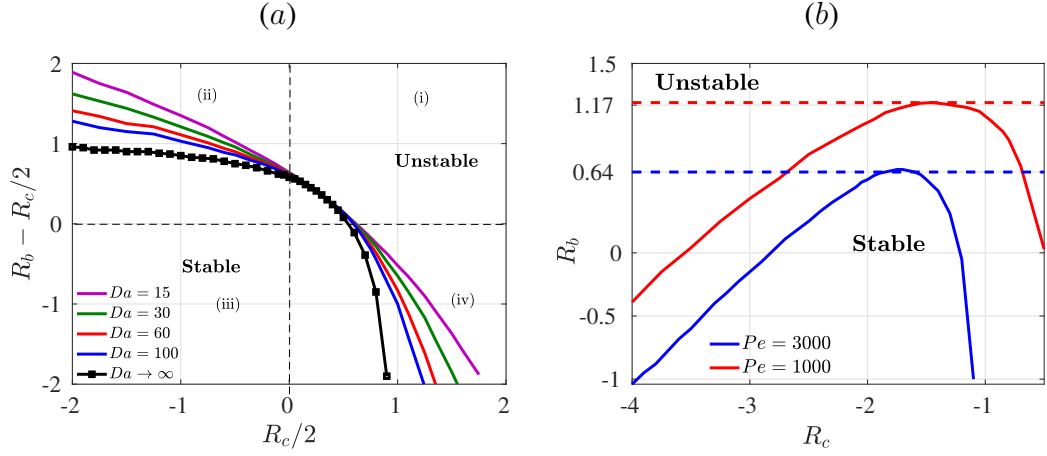 (a)
2
1
0
-1
-2
R_b − R_c/2
(ii)
(i)
Unstable
Stable
(iii)
(iv)
Da = 15
Da = 30
Da = 60
Da = 100
Da → ∞
-2
-1
0
1
2
R_c/2
(b)
1.5
1.17
0.64
0
-0.5
-1
R_b
Unstable
Stable
Pe = 3000
Pe = 1000
-4
-3
-2
-1
R_c